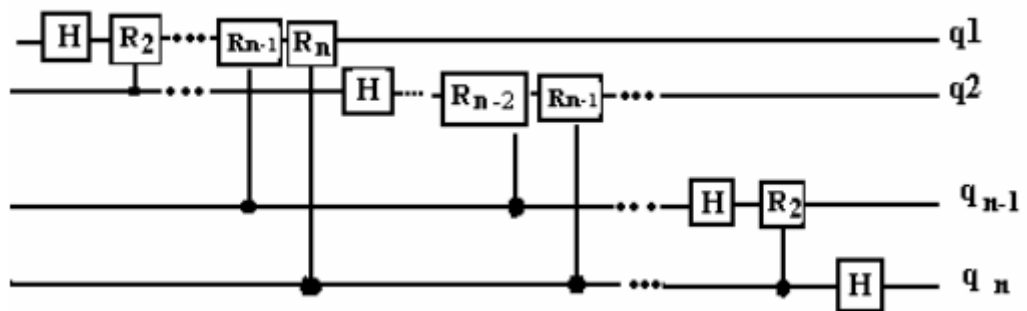 H R₂ Rn-1 Rn q1
H Rn-2 Rn-1 q2
H R₂ q n-1
H q n